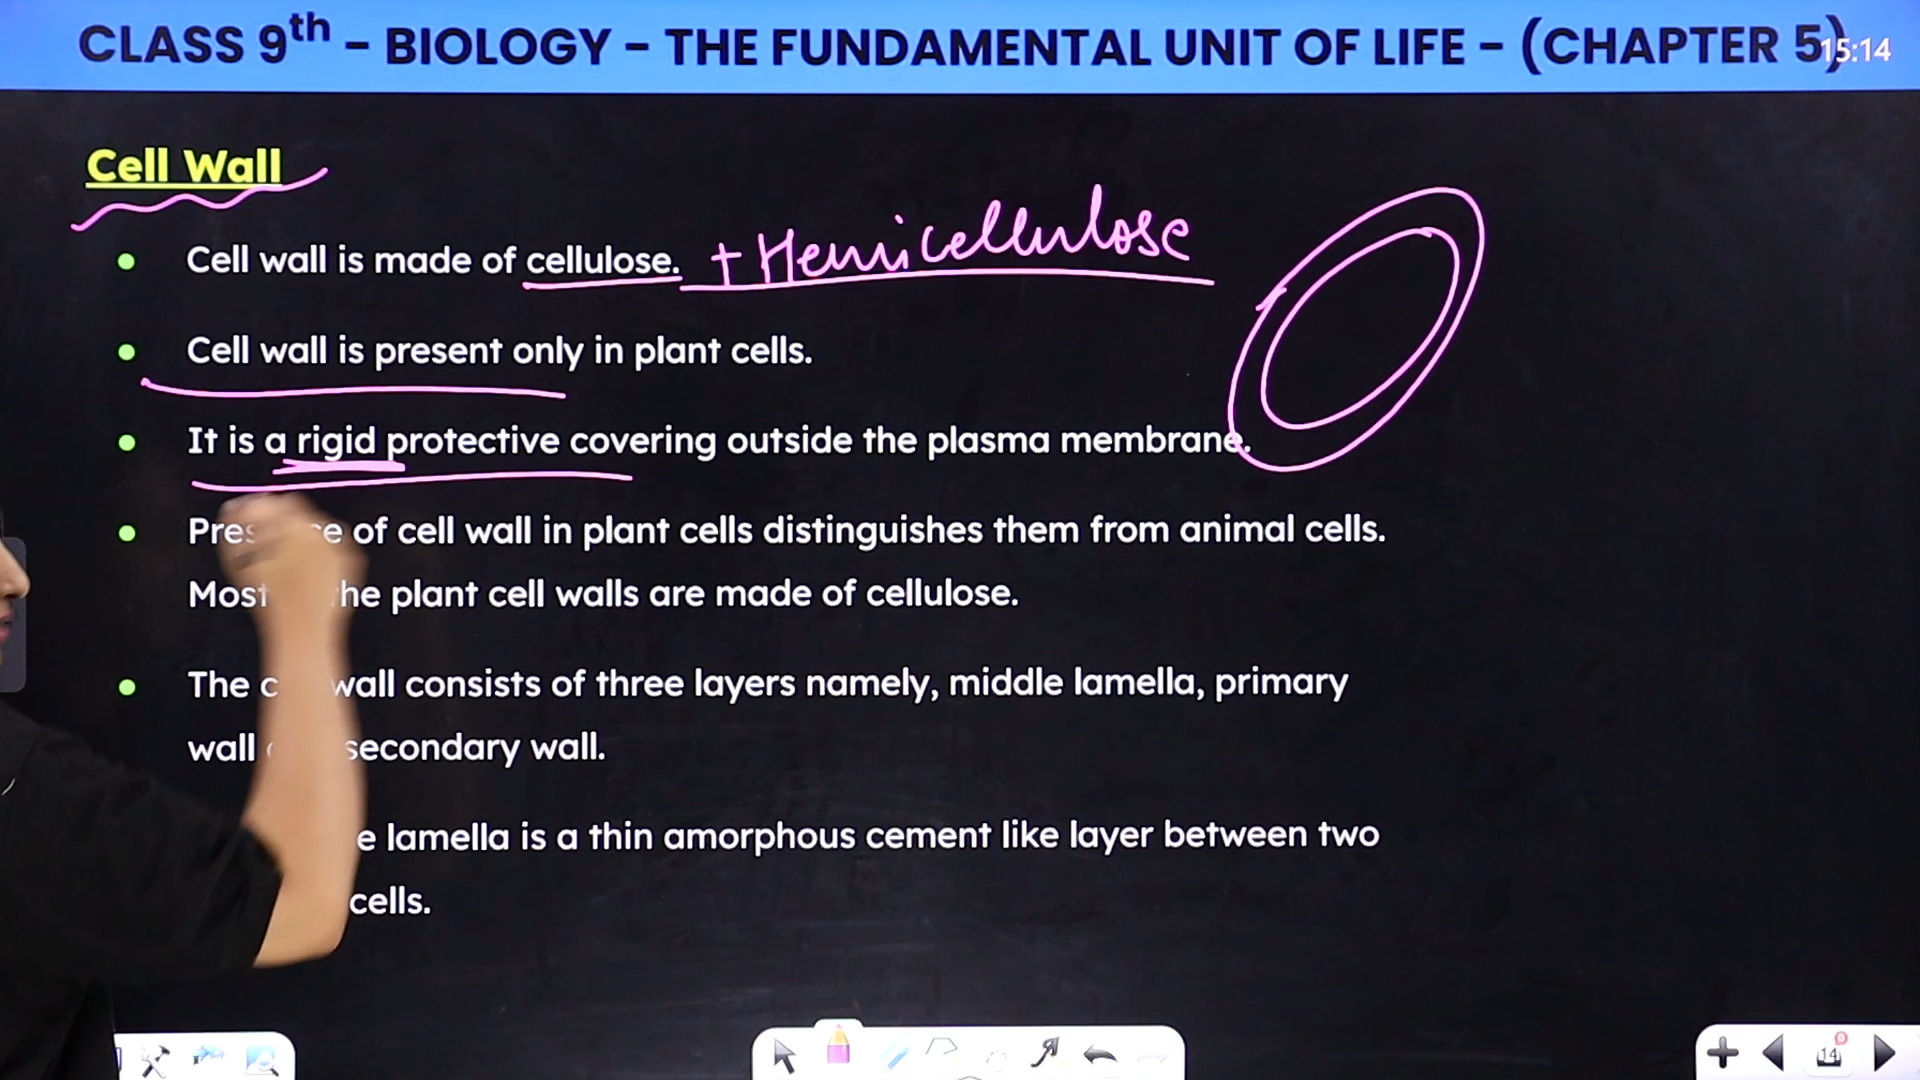 CLASS 9th - BIOLOGY - THE FUNDAMENTAL UNIT OF LIFE - (CHAPTER 5)
15:14
Cell Wall
Cell wall is made of cellulose. + Hemicellulose
Cell wall is present only in plant cells.
It is a rigid protective covering outside the plasma membrane.
of cell wall in plant cells distinguishes them from animal cells.
Most the plant cell walls are made of cellulose.
The wall consists of three layers namely, middle lamella, primary
wall secondary wall.
lamella is a thin amorphous cement like layer between two
cells.
14